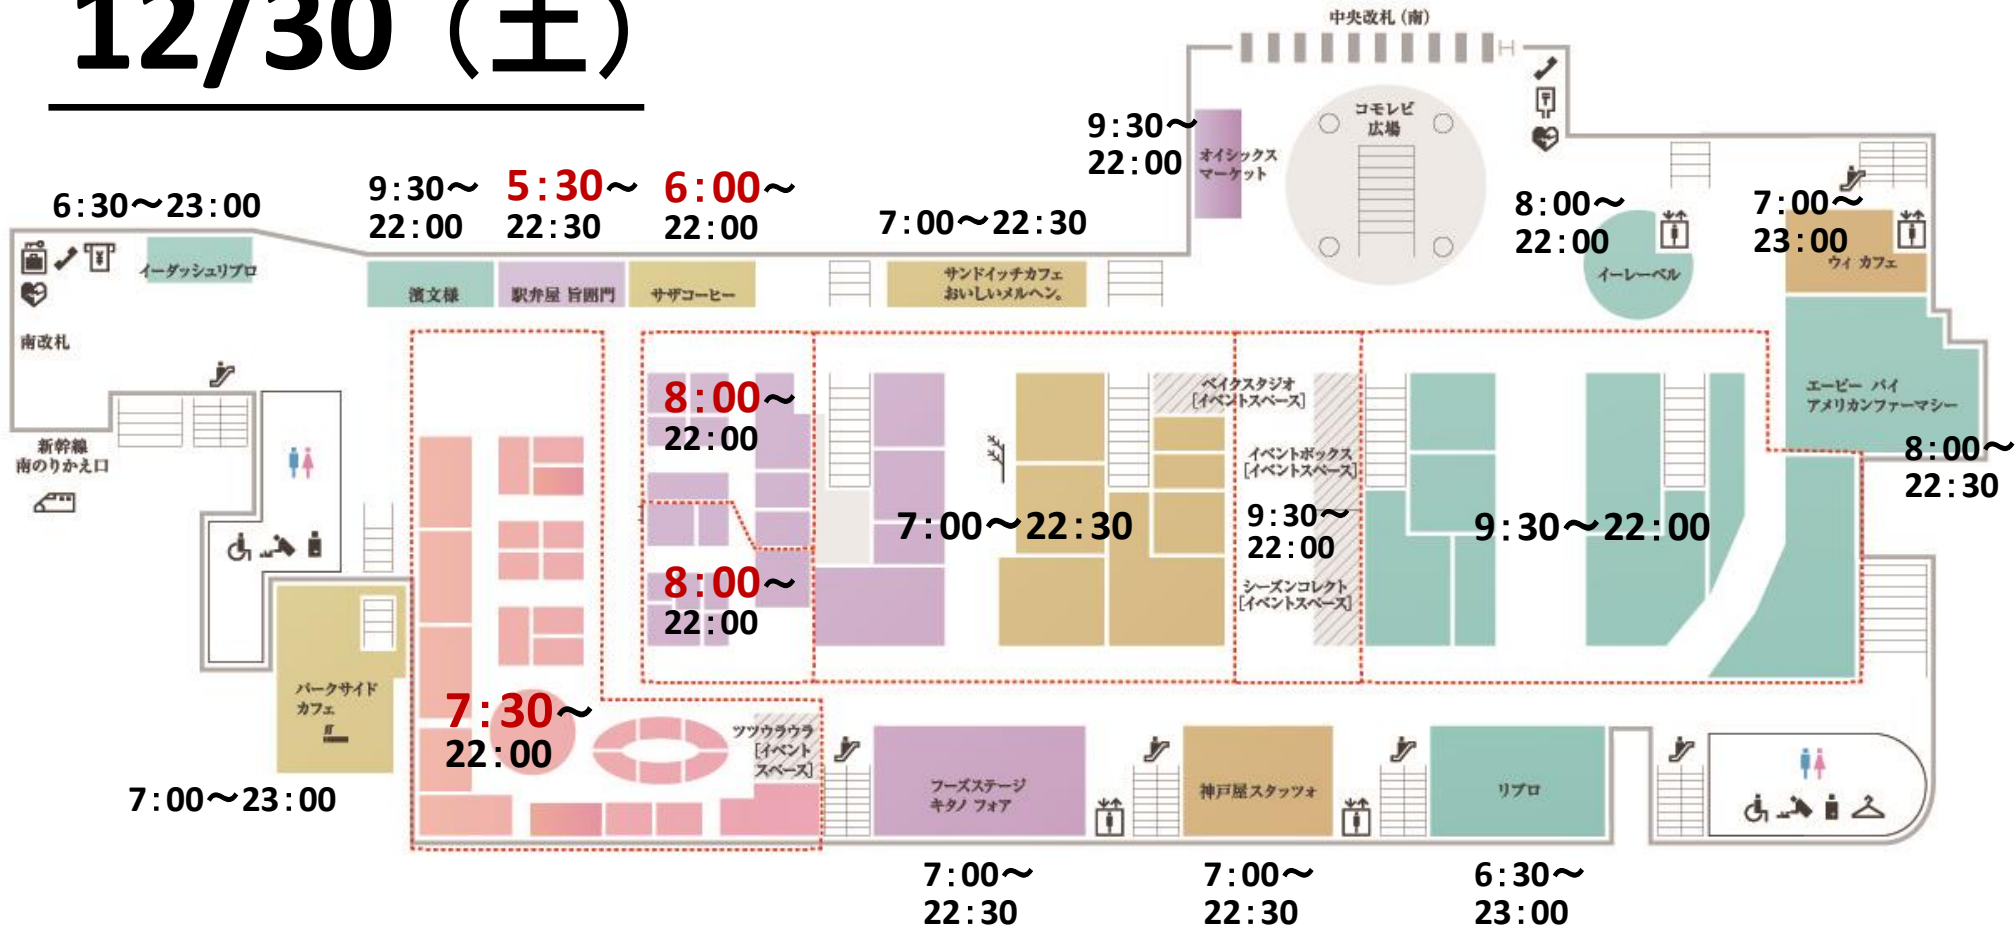 12/30（土）
中央改札（南）
コモレビ
広場
9:30～
22:00
オイシックス
マーケット
6:30～23:00
9:30～
22:00
5:30～
22:30
6:00～
22:00
7:00～22:30
8:00～
22:00
7:00～
23:00
イーダッシュリブロ
濱文様
駅弁屋 旨囲門
サザコーヒー
サンドイッチカフェ
おいしいメルヘン。
イーレーベル
ウィ カフェ
南改札
新幹線
南のりかえ口
8:00～
22:00
ベイクスタジオ
[イベントスペース]
イベントボックス
[イベントスペース]
エービー バイ
アメリカンファーマシー
8:00～
22:30
7:00～22:30
9:30～
22:00
9:30～22:00
8:00～
22:00
シーズンコレクト
[イベントスペース]
パークサイド
カフェ
7:30～
22:00
ツツウラウラ
[イベント
スペース]
7:00～23:00
フーズステージ
キタノ フォア
神戸屋スタッツォ
リブロ
7:00～
22:30
7:00～
22:30
6:30～
23:00